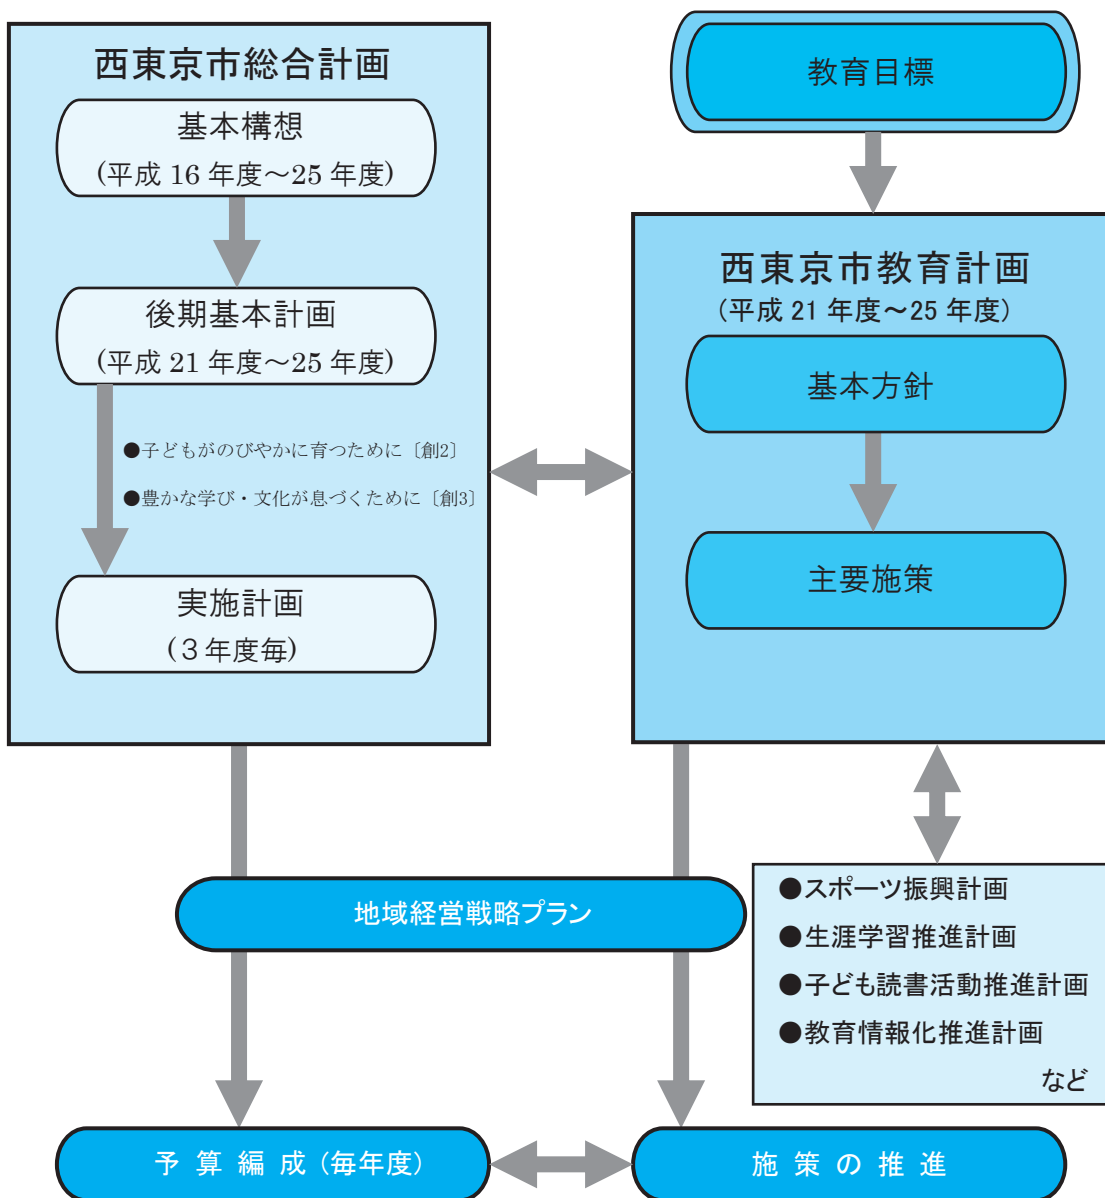 西東京市総合計画
基本構想
(平成 16 年度～25 年度)
後期基本計画
(平成 21 年度～25 年度)
●子どもがのびやかに育つために〔創2〕
●豊かな学び・文化が息づくために〔創3〕
実施計画
(３年度毎)
教育目標
西東京市教育計画
(平成 21 年度～25 年度)
基本方針
主要施策
地域経営戦略プラン
●スポーツ振興計画
●生涯学習推進計画
●子ども読書活動推進計画
●教育情報化推進計画
など
予 算 編 成 (毎年度)
施 策 の 推 進